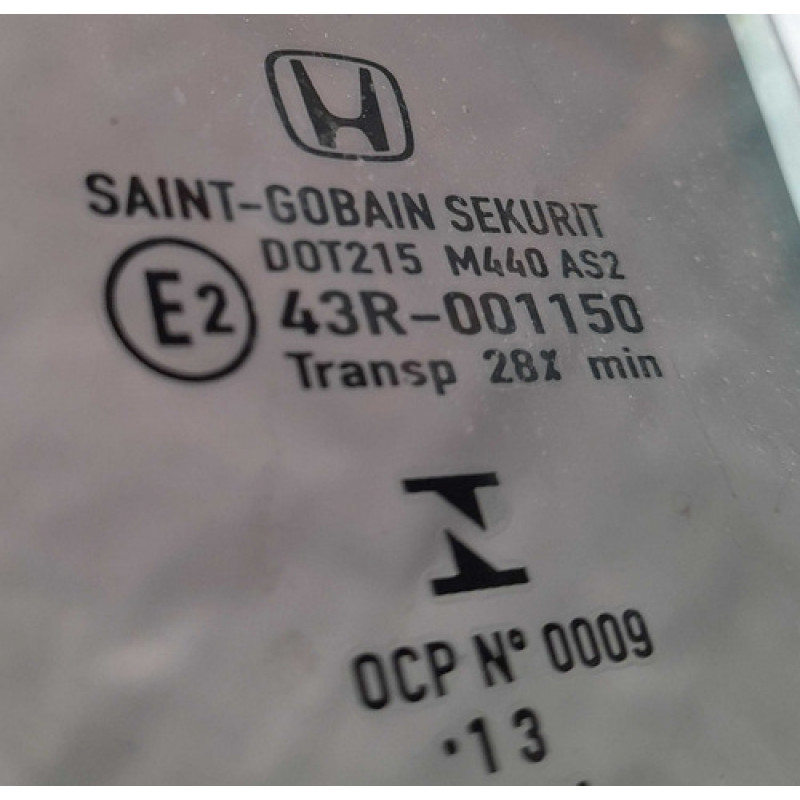 SAINT-GOBAIN SEKURIT
DOT215 M440 AS2
E2
43R-001150
Transp 28% min
OCP Nº 0009
·13